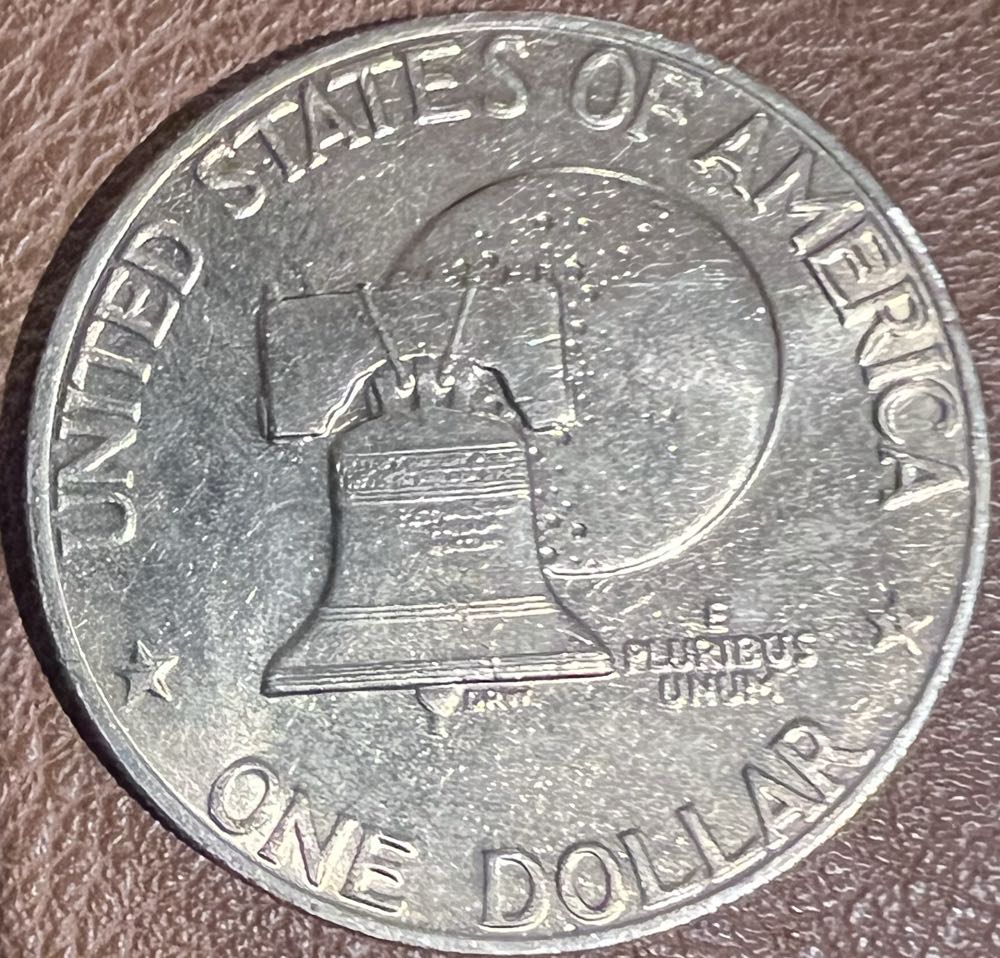 UNITED STATES OF AMERICA
E
PLURIBUS
UNUM
ONE DOLLAR